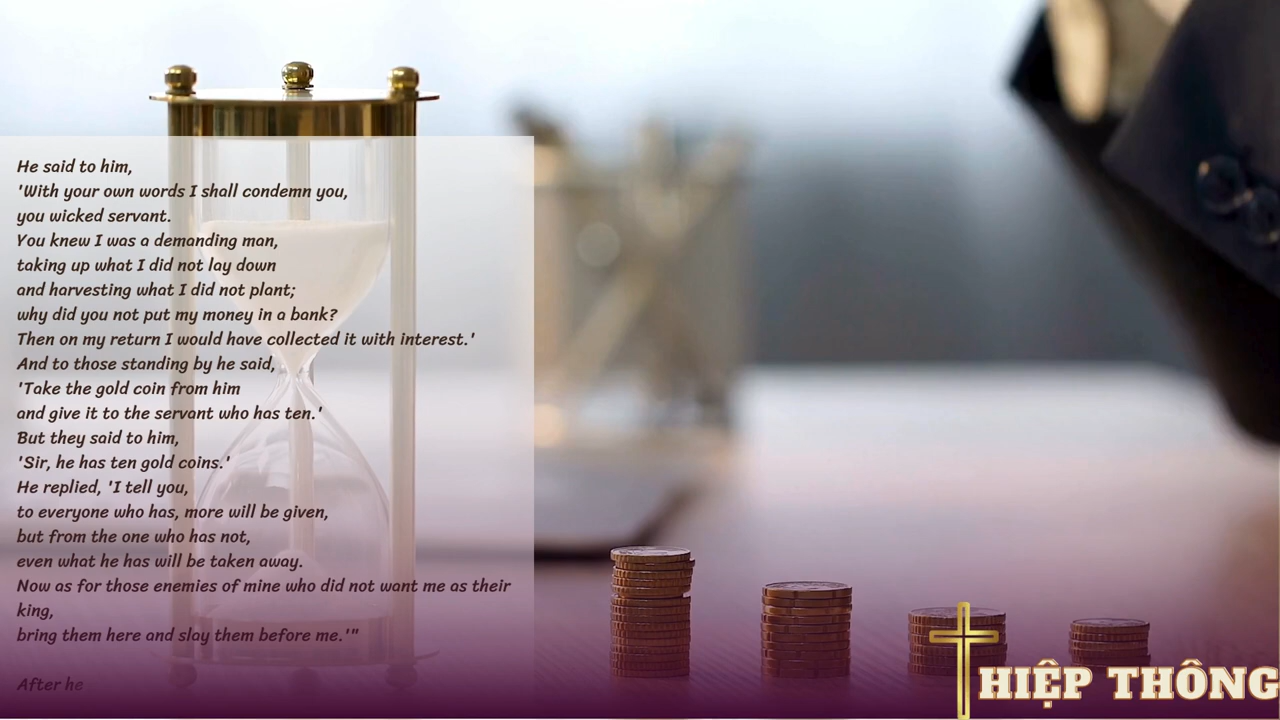 He said to him,
'With your own words I shall condemn you,
you wicked servant.
You knew I was a demanding man,
taking up what I did not lay down
and harvesting what I did not plant;
why did you not put my money in a bank?
Then on my return I would have collected it with interest.'
And to those standing by he said,
'Take the gold coin from him
and give it to the servant who has ten.'
But they said to him,
'Sir, he has ten gold coins.'
He replied, 'I tell you,
to everyone who has, more will be given,
but from the one who has not,
even what he has will be taken away.
Now as for those enemies of mine who did not want me as their
king,
bring them here and slay them before me.'"
After he
HIỆP THÔNG